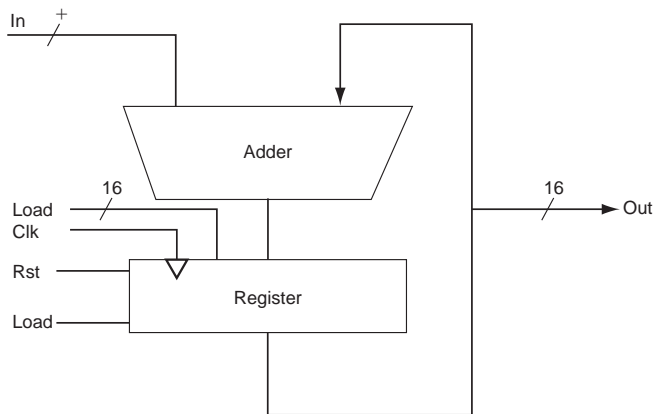 In
+
Adder
16
Load
Clk
16
Out
Rst
Register
Load